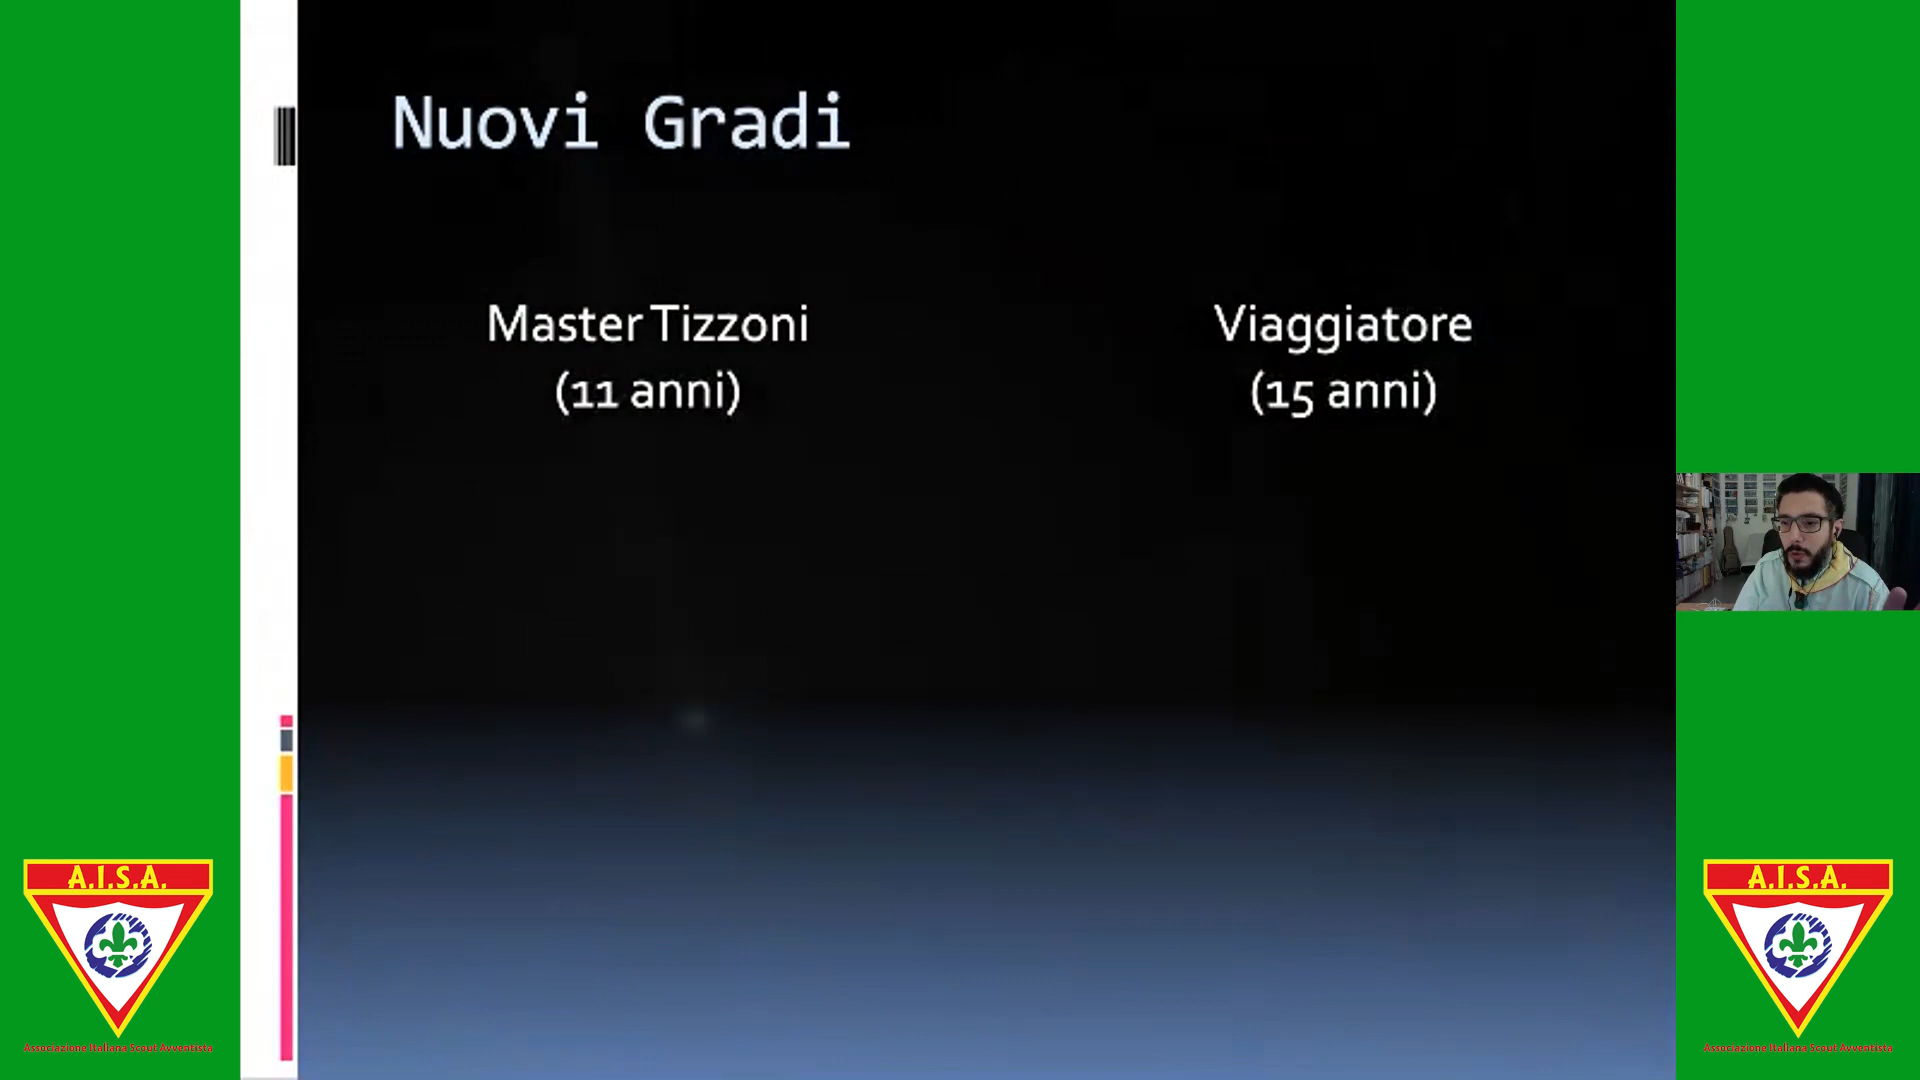 Nuovi Gradi
Master Tizzoni
(11 anni)
Viaggiatore
(15 anni)
A.I.S.A.
Associazione Italiana Scout Avventista
A.I.S.A.
Associazione Italiana Scout Avventista